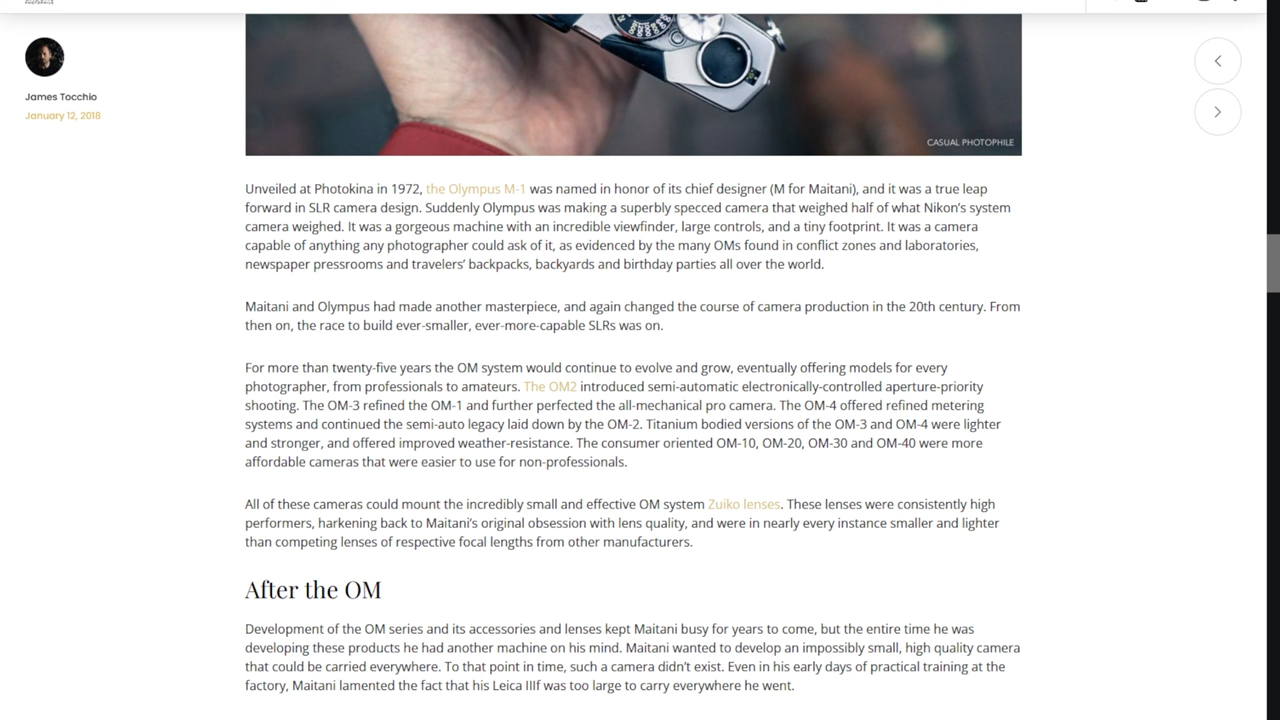 James Tocchio
January 12, 2018
CASUAL PHOTOPHILE
Unveiled at Photokina in 1972, the Olympus M-1 was named in honor of its chief designer (M for Maitani), and it was a true leap
forward in SLR camera design. Suddenly Olympus was making a superbly specced camera that weighed half of what Nikon's system
camera weighed. It was a gorgeous machine with an incredible viewfinder, large controls, and a tiny footprint. It was a camera
capable of anything any photographer could ask of it, as evidenced by the many OMs found in conflict zones and laboratories,
newspaper pressrooms and travelers' backpacks, backyards and birthday parties all over the world.
Maitani and Olympus had made another masterpiece, and again changed the course of camera production in the 20th century. From
then on, the race to build ever-smaller, ever-more-capable SLRs was on.
For more than twenty-five years the OM system would continue to evolve and grow, eventually offering models for every
photographer, from professionals to amateurs. The OM2 introduced semi-automatic electronically-controlled aperture-priority
shooting. The OM-3 refined the OM-1 and further perfected the all-mechanical pro camera. The OM-4 offered refined metering
systems and continued the semi-auto legacy laid down by the OM-2. Titanium bodied versions of the OM-3 and OM-4 were lighter
and stronger, and offered improved weather-resistance. The consumer oriented OM-10, OM-20, OM-30 and OM-40 were more
affordable cameras that were easier to use for non-professionals.
All of these cameras could mount the incredibly small and effective OM system Zuiko lenses. These lenses were consistently high
performers, harkening back to Maitani's original obsession with lens quality, and were in nearly every instance smaller and lighter
than competing lenses of respective focal lengths from other manufacturers.
After the OM
Development of the OM series and its accessories and lenses kept Maitani busy for years to come, but the entire time he was
developing these products he had another machine on his mind. Maitani wanted to develop an impossibly small, high quality camera
that could be carried everywhere. To that point in time, such a camera didn't exist. Even in his early days of practical training at the
factory, Maitani lamented the fact that his Leica IIIf was too large to carry everywhere he went.